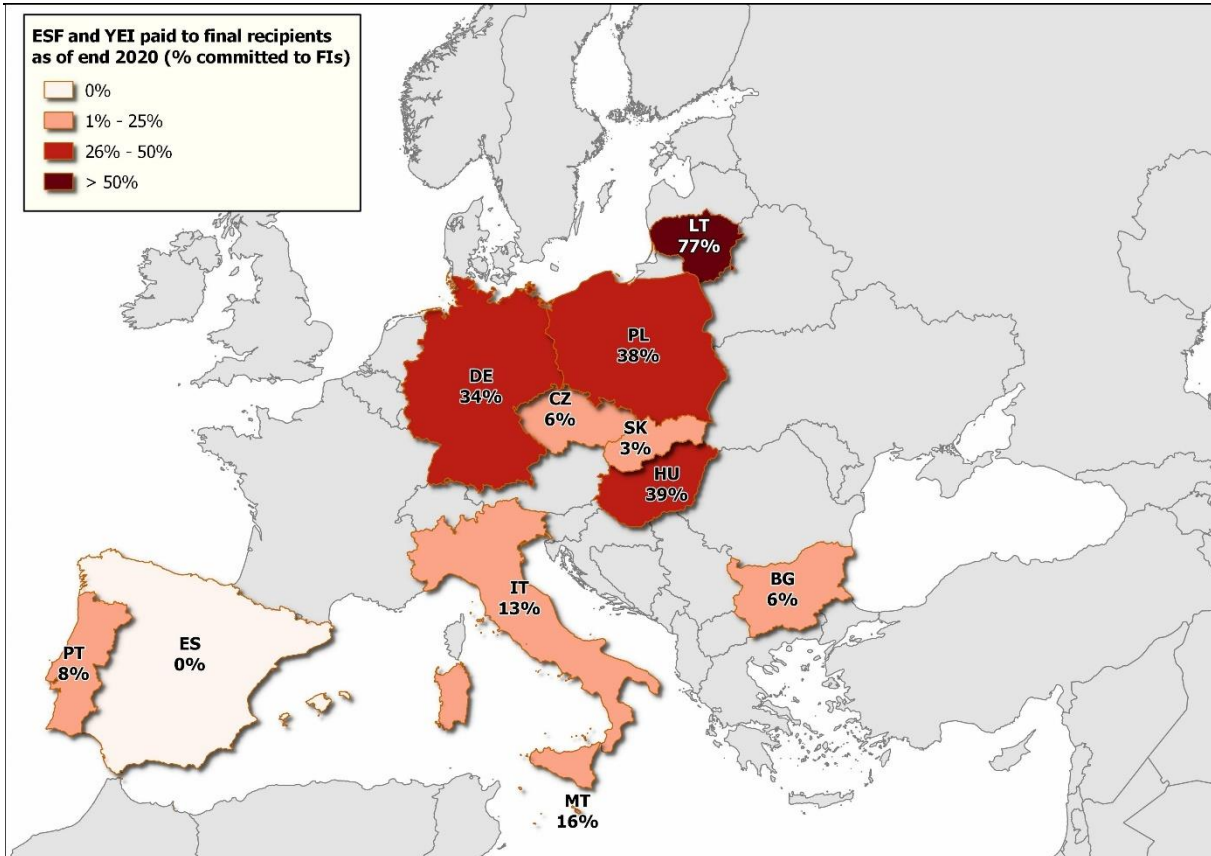 ESF and YEI paid to final recipients
as of end 2020 (% committed to FIs)
0%
1% - 25%
26% - 50%
> 50%
LT
77%
PL
38%
DE
34%
CZ
6%
SK
3%
HU
39%
IT
13%
BG
6%
ES
0%
PT
8%
MT
16%